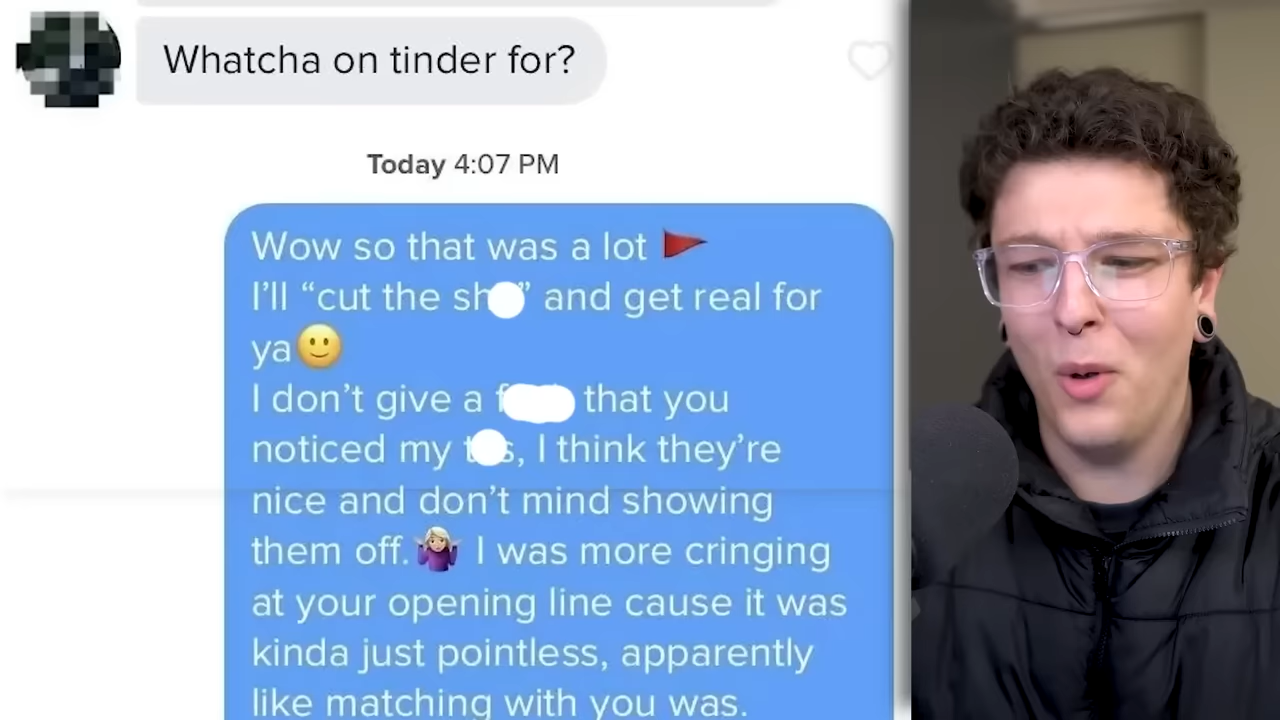 Whatcha on tinder for?
Today 4:07 PM
Wow so that was a lot 🚩
I’ll “cut the sh ” and get real for
ya🙂
I don’t give a f that you
noticed my t s, I think they’re
nice and don’t mind showing
them off.🤷🏼‍♀️ I was more cringing
at your opening line cause it was
kinda just pointless, apparently
like matching with you was.